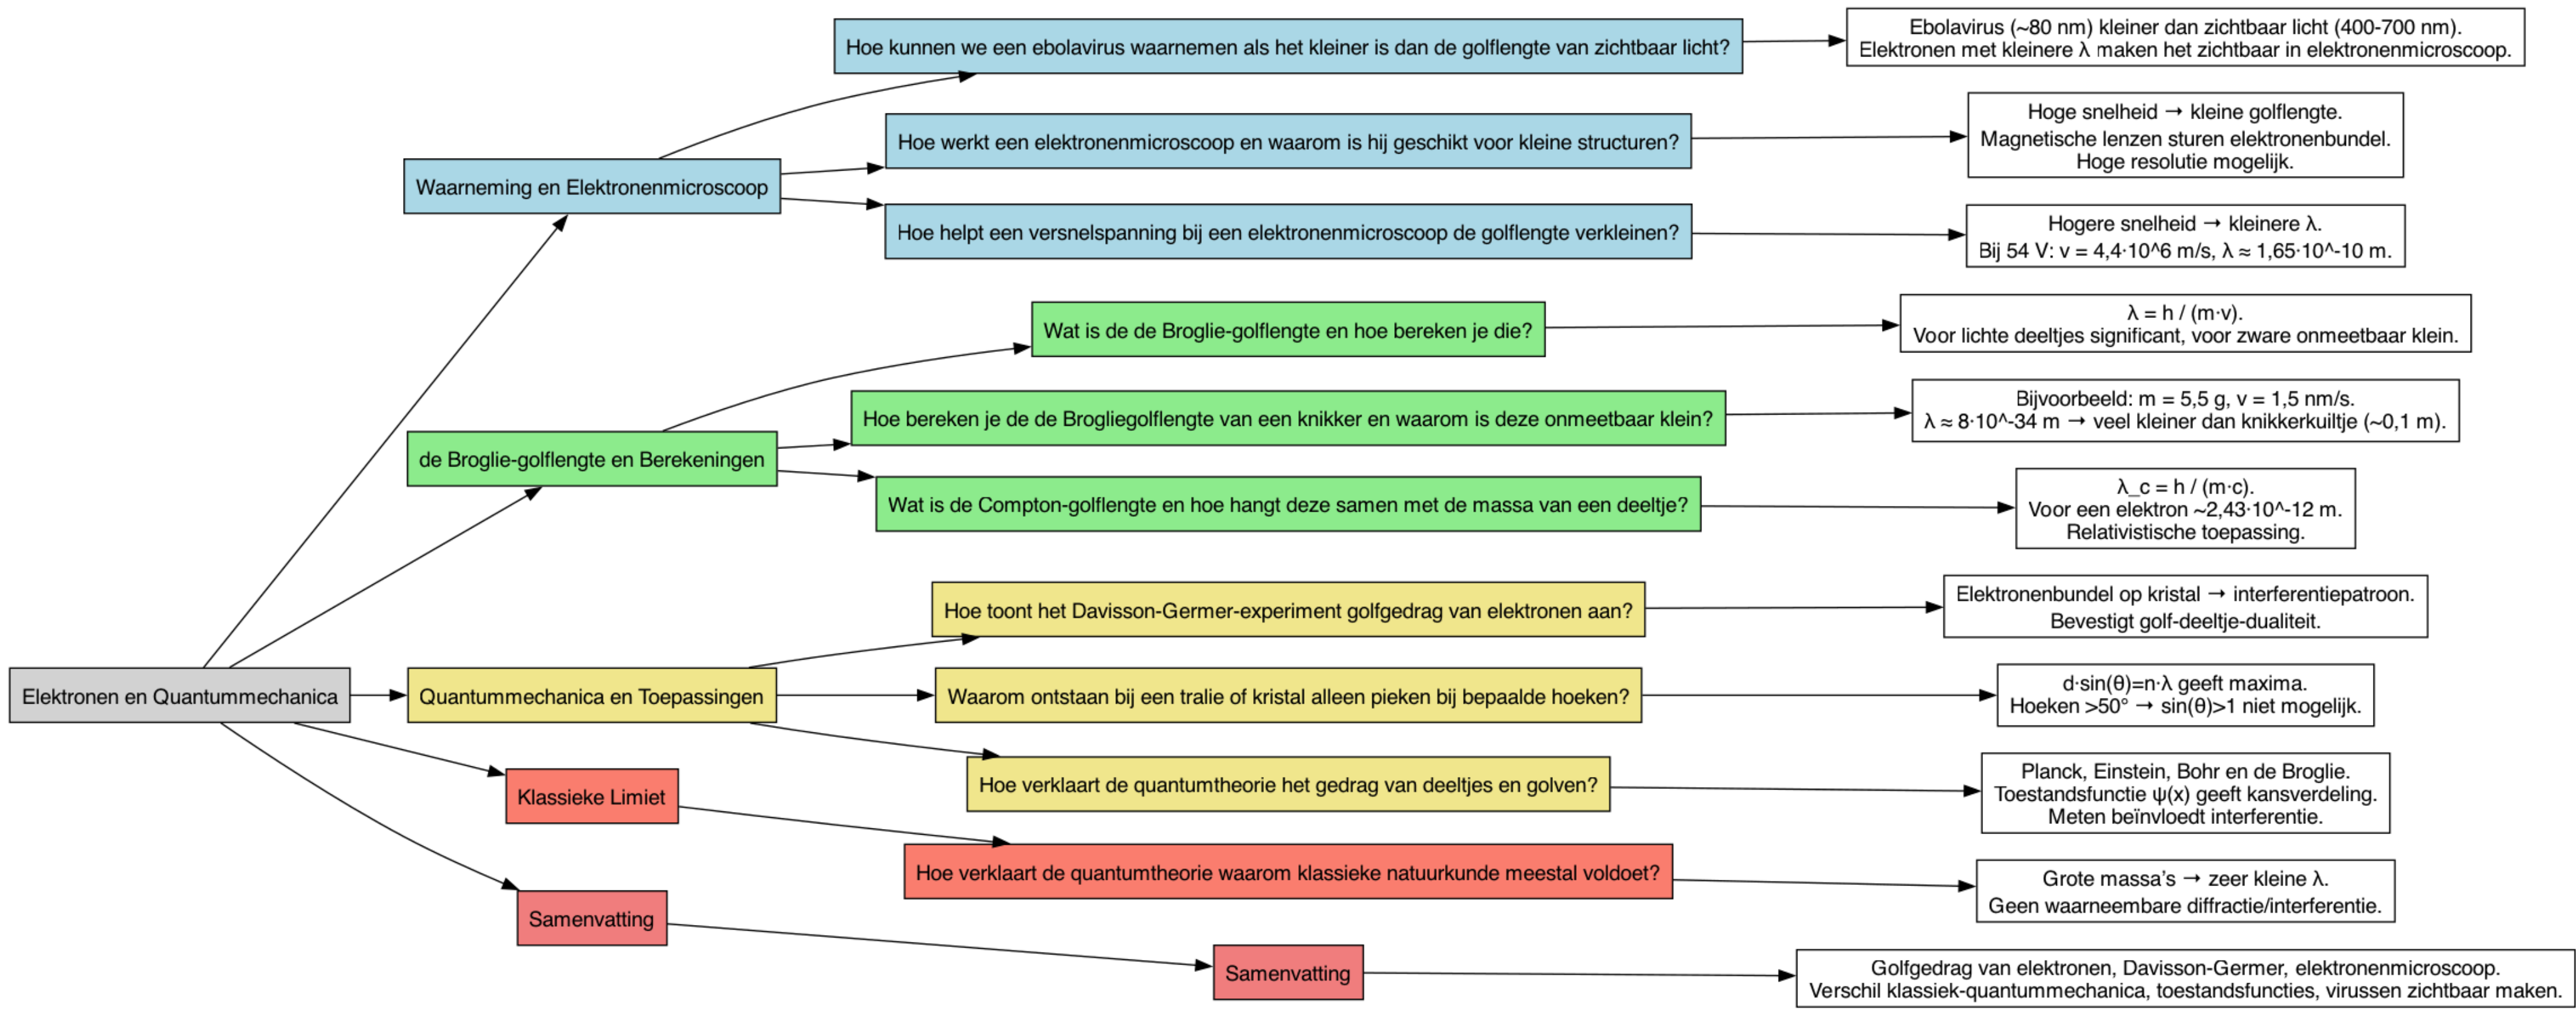 Elektronen en Quantummechanica
Waarneming en Elektronenmicroscoop
Hoe kunnen we een ebolavirus waarnemen als het kleiner is dan de golflengte van zichtbaar licht?
Ebolavirus (~80 nm) kleiner dan zichtbaar licht (400-700 nm).
Elektronen met kleinere λ maken het zichtbaar in elektronenmicroscoop.
Hoe werkt een elektronenmicroscoop en waarom is hij geschikt voor kleine structuren?
Hoge snelheid → kleine golflengte.
Magnetische lenzen sturen elektronenbundel.
Hoge resolutie mogelijk.
Hoe helpt een versnelspanning bij een elektronenmicroscoop de golflengte verkleinen?
Hogere snelheid → kleinere λ.
Bij 54 V: v = 4,4·10^6 m/s, λ ≈ 1,65·10^-10 m.
de Broglie-golflengte en Berekeningen
Wat is de de Broglie-golflengte en hoe bereken je die?
λ = h / (m·v).
Voor lichte deeltjes significant, voor zware onmeetbaar klein.
Hoe bereken je de de Brogliegolflengte van een knikker en waarom is deze onmeetbaar klein?
Bijvoorbeeld: m = 5,5 g, v = 1,5 nm/s.
λ ≈ 8·10^-34 m → veel kleiner dan knikkerkuiltje (~0,1 m).
Wat is de Compton-golflengte en hoe hangt deze samen met de massa van een deeltje?
λ_c = h / (m·c).
Voor een elektron ~2,43·10^-12 m.
Relativistische toepassing.
Quantummechanica en Toepassingen
Hoe toont het Davisson-Germer-experiment golfgedrag van elektronen aan?
Elektronenbundel op kristal → interferentiepatroon.
Bevestigt golf-deeltje-dualiteit.
Waarom ontstaan bij een tralie of kristal alleen pieken bij bepaalde hoeken?
d·sin(θ)=n·λ geeft maxima.
Hoeken >50° → sin(θ)>1 niet mogelijk.
Hoe verklaart de quantumtheorie het gedrag van deeltjes en golven?
Planck, Einstein, Bohr en de Broglie.
Toestandsfunctie ψ(x) geeft kansverdeling.
Meten beïnvloedt interferentie.
Klassieke Limiet
Hoe verklaart de quantumtheorie waarom klassieke natuurkunde meestal voldoet?
Grote massa's → zeer kleine λ.
Geen waarneembare diffractie/interferentie.
Samenvatting
Samenvatting
Golfgedrag van elektronen, Davisson-Germer, elektronenmicroscoop.
Verschil klassiek-quantummechanica, toestandsfuncties, virussen zichtbaar maken.